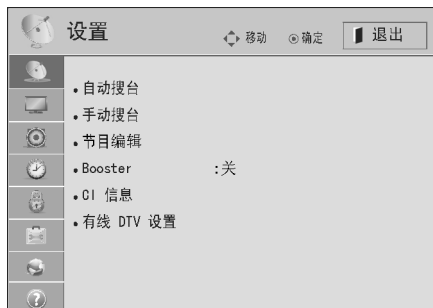 设置 移动 确定 退出
• 自动搜台
• 手动搜台
• 节目编辑
• Booster :关
• CI 信息
• 有线 DTV 设置
?